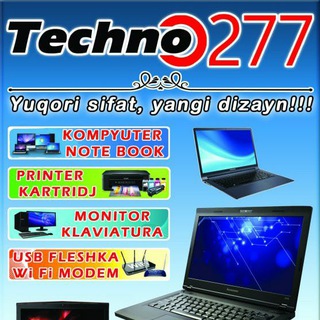 Techno 277
Yuqori sifat, yangi dizayn!!!
KOMPYUTER
NOTE BOOK
PRINTER
KARTRIDJ
MONITOR
KLAVIATURA
USB FLESHKA
Wi Fi MODEM